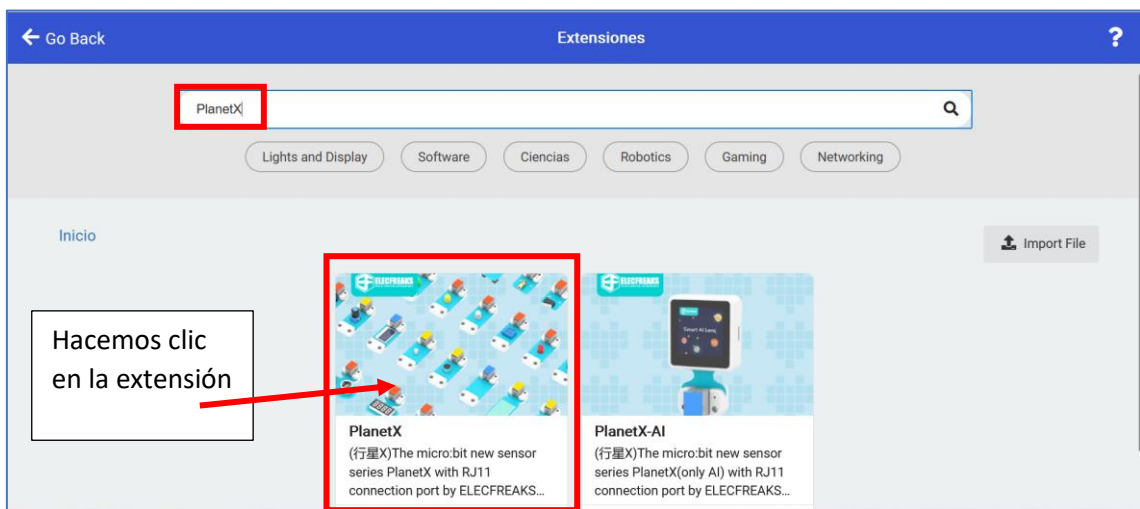 Go Back
Extensiones
?
PlanetX
Lights and Display
Software
Ciencias
Robotics
Gaming
Networking
Inicio
Import File
Hacemos clic
en la extensión
ELECFREAKS
ELECFREAKS
Smart AI Lens
PlanetX
(行星X)The micro:bit new sensor
series PlanetX with RJ11
connection port by ELECFREAKS...
PlanetX-AI
(行星X)The micro:bit new sensor
series PlanetX(only AI) with RJ11
connection port by ELECFREAKS...